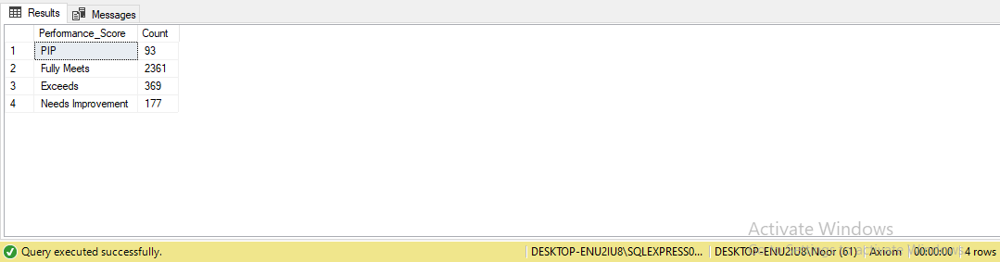 Results Messages
Performance_Score Count
1 PIP 93
2 Fully Meets 2361
3 Exceeds 369
4 Needs Improvement 177
Activate Windows
Query executed successfully. DESKTOP-ENU2IU8\SQLEXPRESS0... DESKTOP-ENU2IU8\Noor (61) Axiom 00:00:00 4 rows